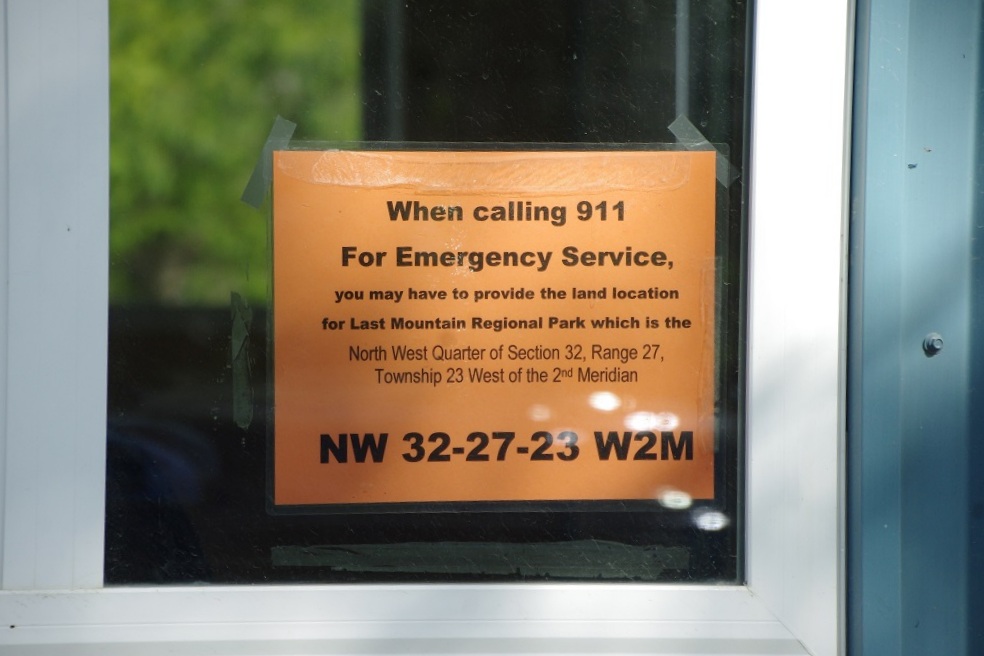 When calling 911
For Emergency Service,
you may have to provide the land location
for Last Mountain Regional Park which is the
North West Quarter of Section 32, Range 27,
Township 23 West of the 2nd Meridian
NW 32-27-23 W2M